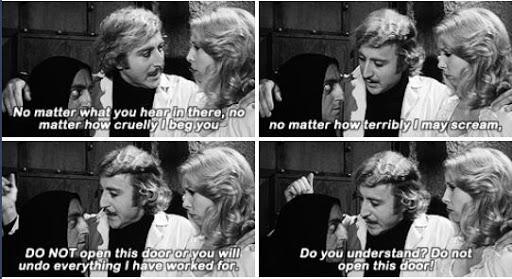 No matter what you hear in there, no
matter how cruelly I beg you-
no matter how terribly I may scream,
DO NOT open this door or you will
undo everything I have worked for.
Do you understand? Do not
open this door.